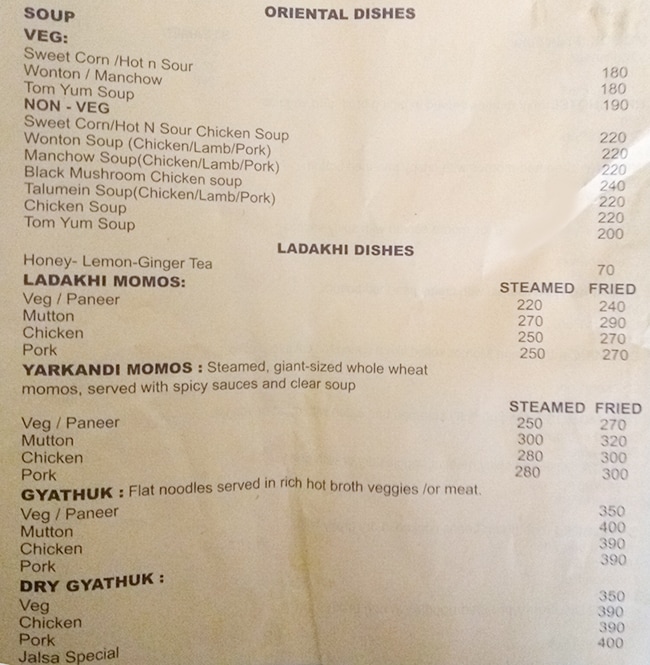 ORIENTAL DISHES
SOUP
VEG:
Sweet Corn /Hot n Sour 180
Wonton / Manchow 180
Tom Yum Soup 190
NON - VEG
Sweet Corn/Hot N Sour Chicken Soup 220
Wonton Soup (Chicken/Lamb/Pork) 220
Manchow Soup(Chicken/Lamb/Pork) 220
Black Mushroom Chicken soup 240
Talumein Soup(Chicken/Lamb/Pork) 220
Chicken Soup 220
Tom Yum Soup 200
LADAKHI DISHES
Honey- Lemon-Ginger Tea 70
LADAKHI MOMOS: STEAMED FRIED
Veg / Paneer 220 240
Mutton 270 290
Chicken 250 270
Pork 250 270
YARKANDI MOMOS : Steamed, giant-sized whole wheat
momos, served with spicy sauces and clear soup
STEAMED FRIED
Veg / Paneer 250 270
Mutton 300 320
Chicken 280 300
Pork 280 300
GYATHUK : Flat noodles served in rich hot broth veggies /or meat.
Veg / Paneer 350
Mutton 400
Chicken 390
Pork 390
DRY GYATHUK :
Veg 350
Chicken 390
Pork 390
Jalsa Special 400